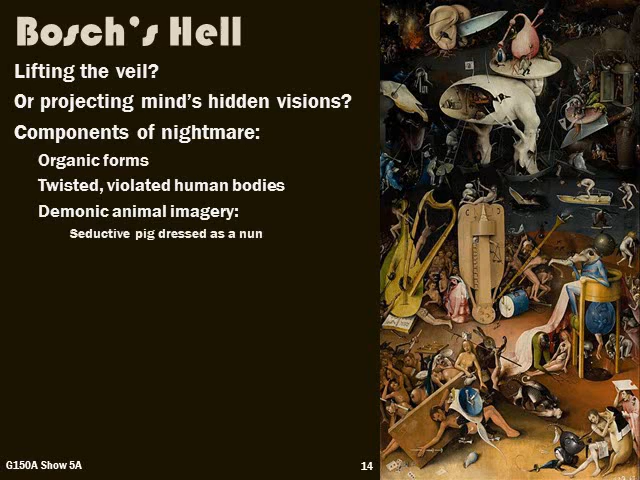 Bosch's Hell
Lifting the veil?
Or projecting mind's hidden visions?
Components of nightmare:
Organic forms
Twisted, violated human bodies
Demonic animal imagery:
Seductive pig dressed as a nun
G150A Show 5A
14